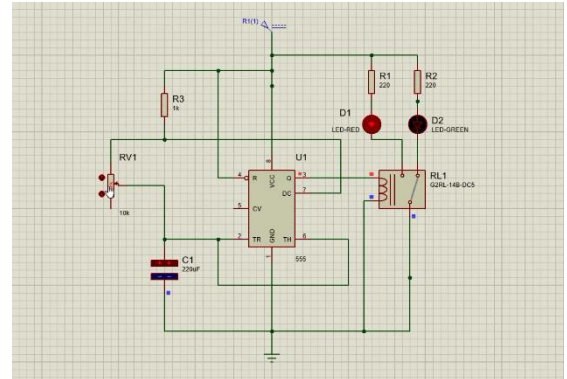 R1(1)
R1
220
R2
220
R3
1k
D1
LED-RED
D2
LED-GREEN
RV1
10k
U1
4
R
8
VCC
Q
3
DC
7
5
CV
2
TR
GND
1
TH
6
555
RL1
G2RL-14B-DC5
C1
220uF